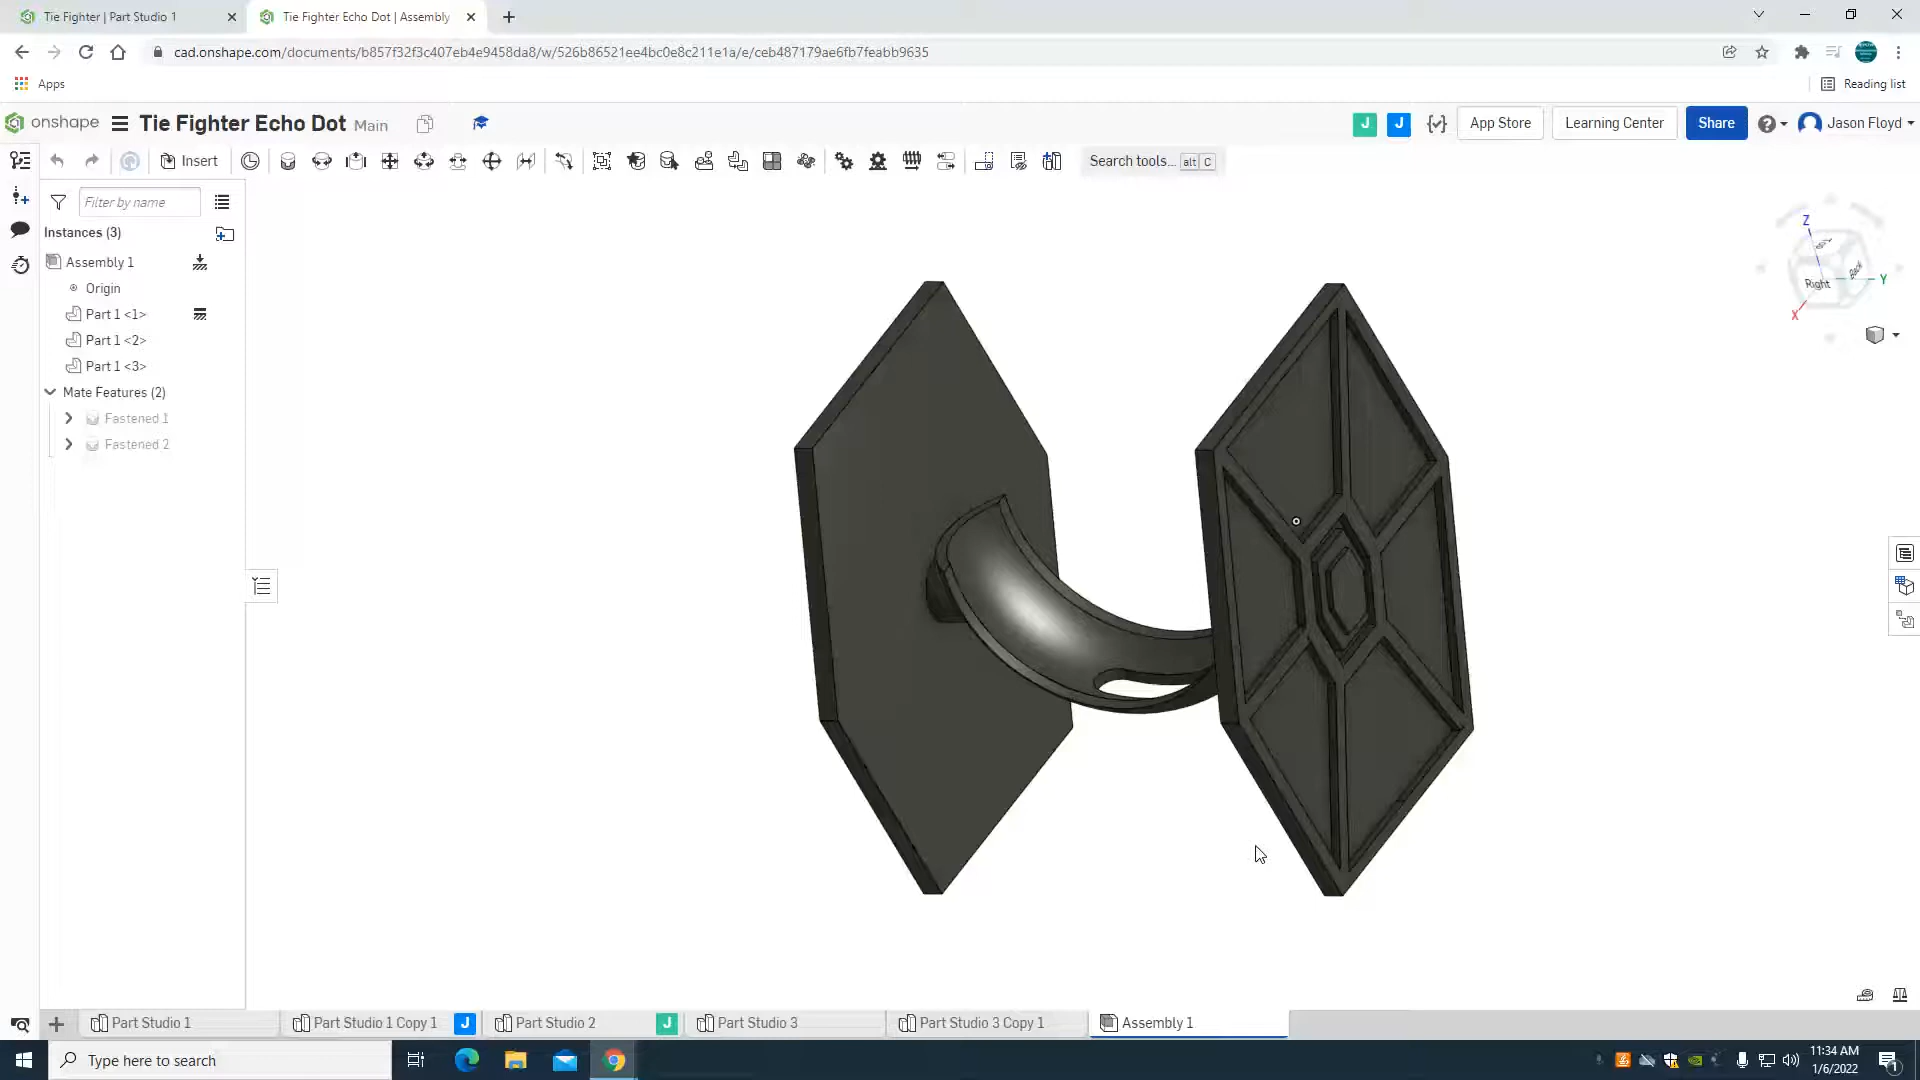 Tie Fighter | Part Studio 1
Tie Fighter Echo Dot | Assembly
cad.onshape.com/documents/b857f32f3c407eb4e9458da8/w/526b86521ee4bc0e8c211e1a/e/ceb487179ae6fb7feabb9635
Apps
Reading list
onshape
Tie Fighter Echo Dot Main
J J
App Store
Learning Center
Share
Jason Floyd
Insert
Search tools... alt C
Filter by name
Instances (3)
Assembly 1
Origin
Part 1 <1>
Part 1 <2>
Part 1 <3>
Mate Features (2)
Fastened 1
Fastened 2
Z
Back
Right
Y
X
Part Studio 1
Part Studio 1 Copy 1 J
Part Studio 2 J
Part Studio 3
Part Studio 3 Copy 1
Assembly 1
Type here to search
11:34 AM
1/6/2022
1